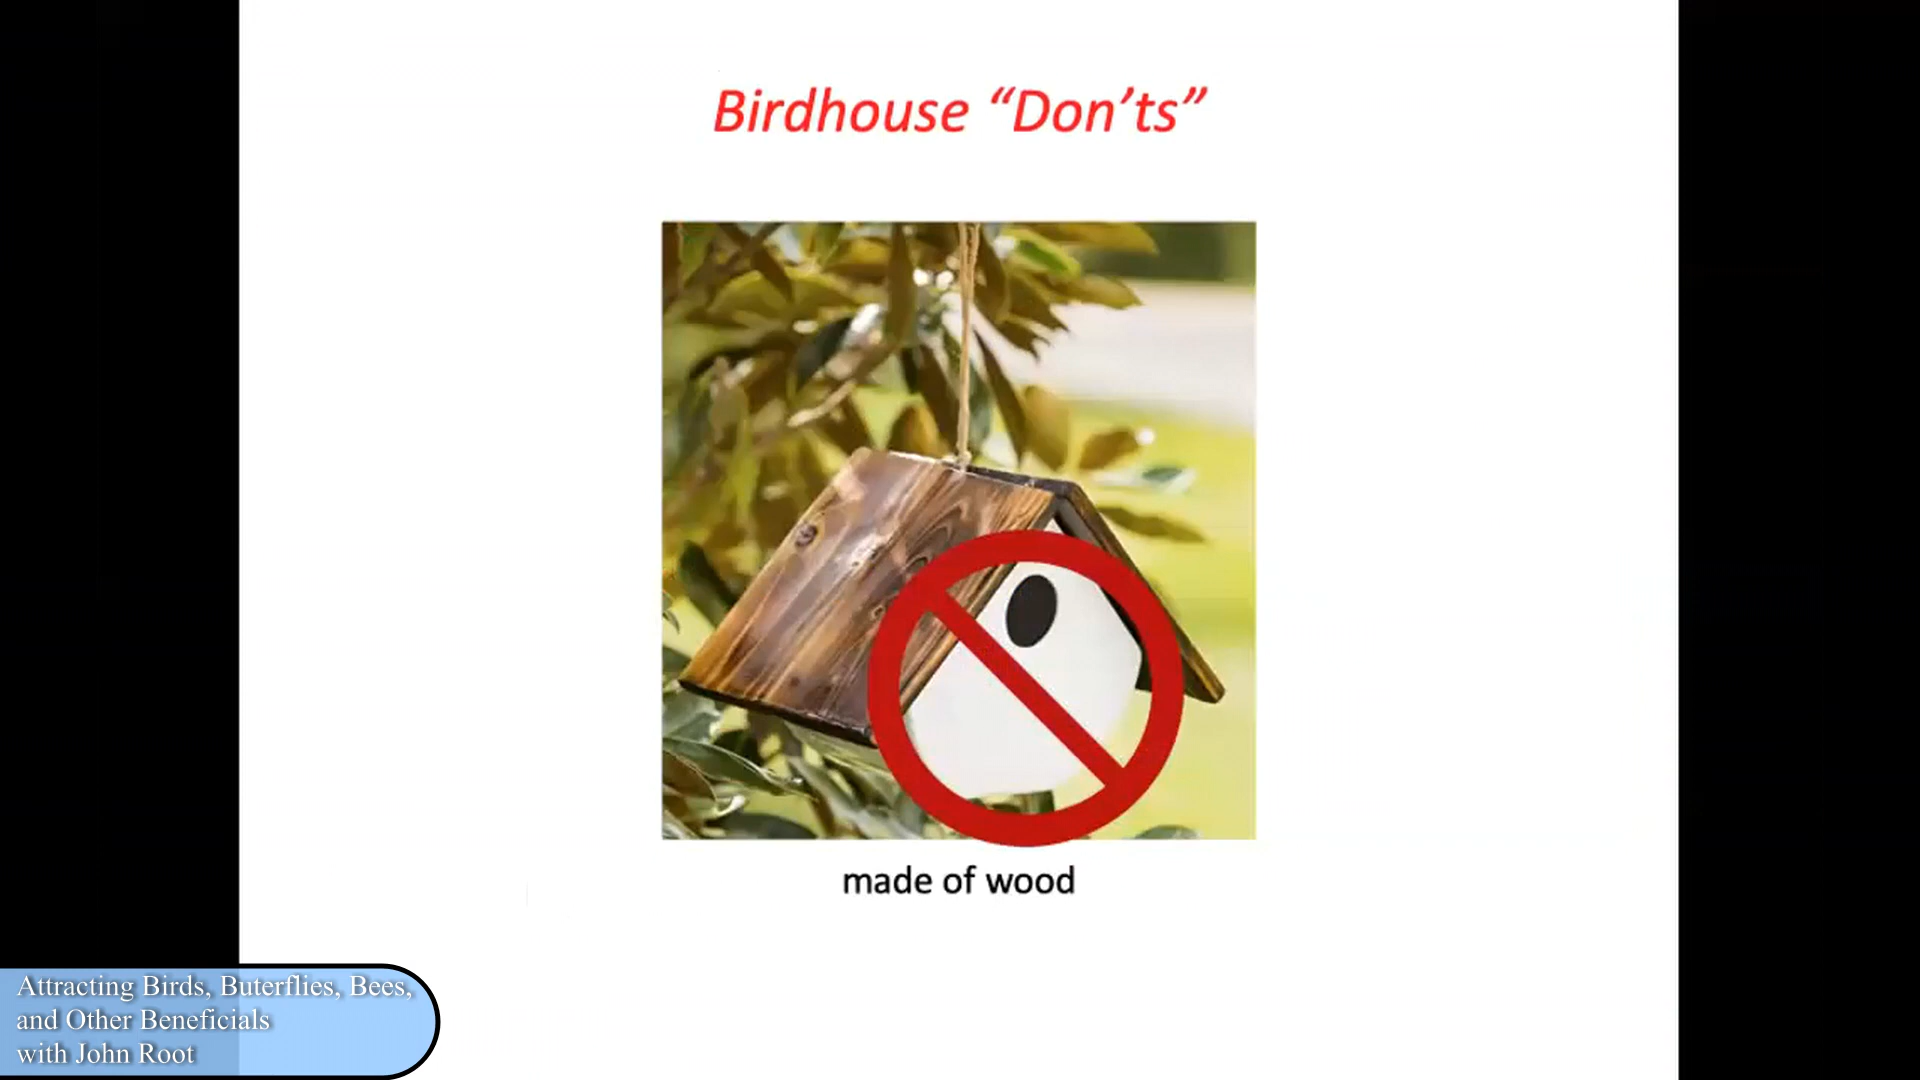 Birdhouse “Don’ts”
made of wood
Attracting Birds, Buterflies, Bees,
and Other Beneficials
with John Root